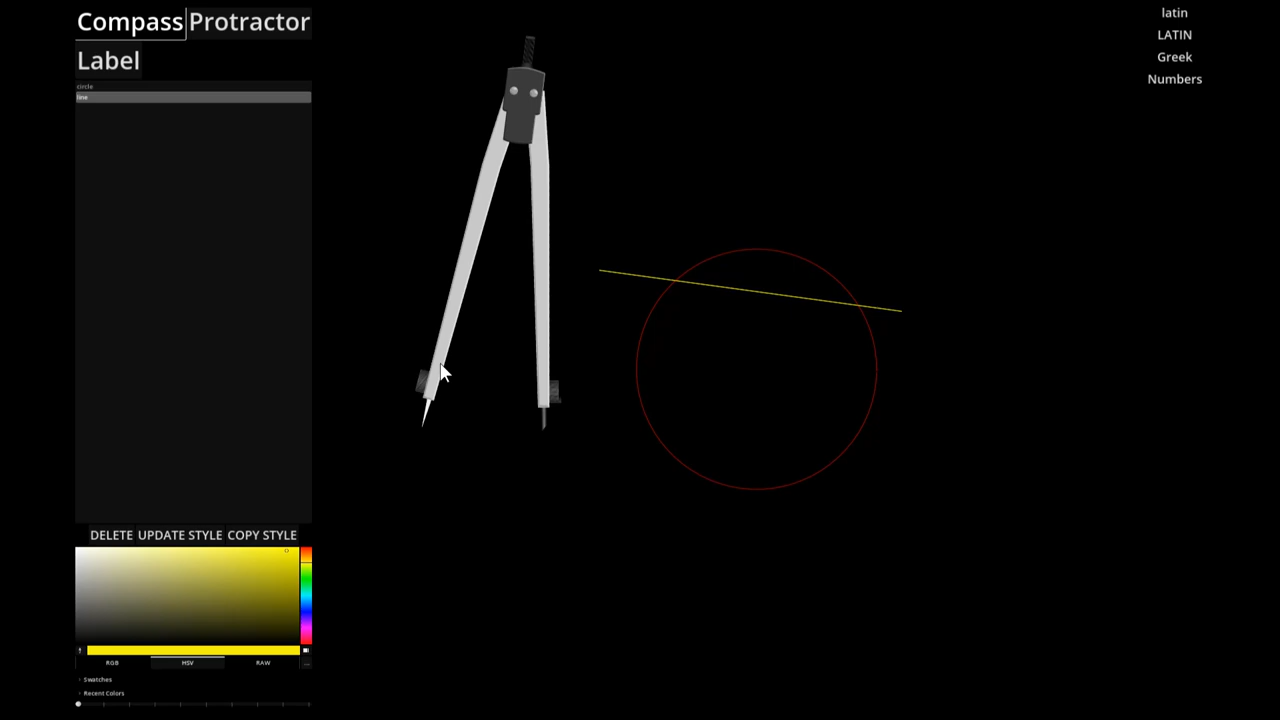 Compass Protractor
Label
circle
line
DELETE UPDATE STYLE COPY STYLE
RGB HSV RAW ...
Swatches
Recent Colors
latin
LATIN
Greek
Numbers